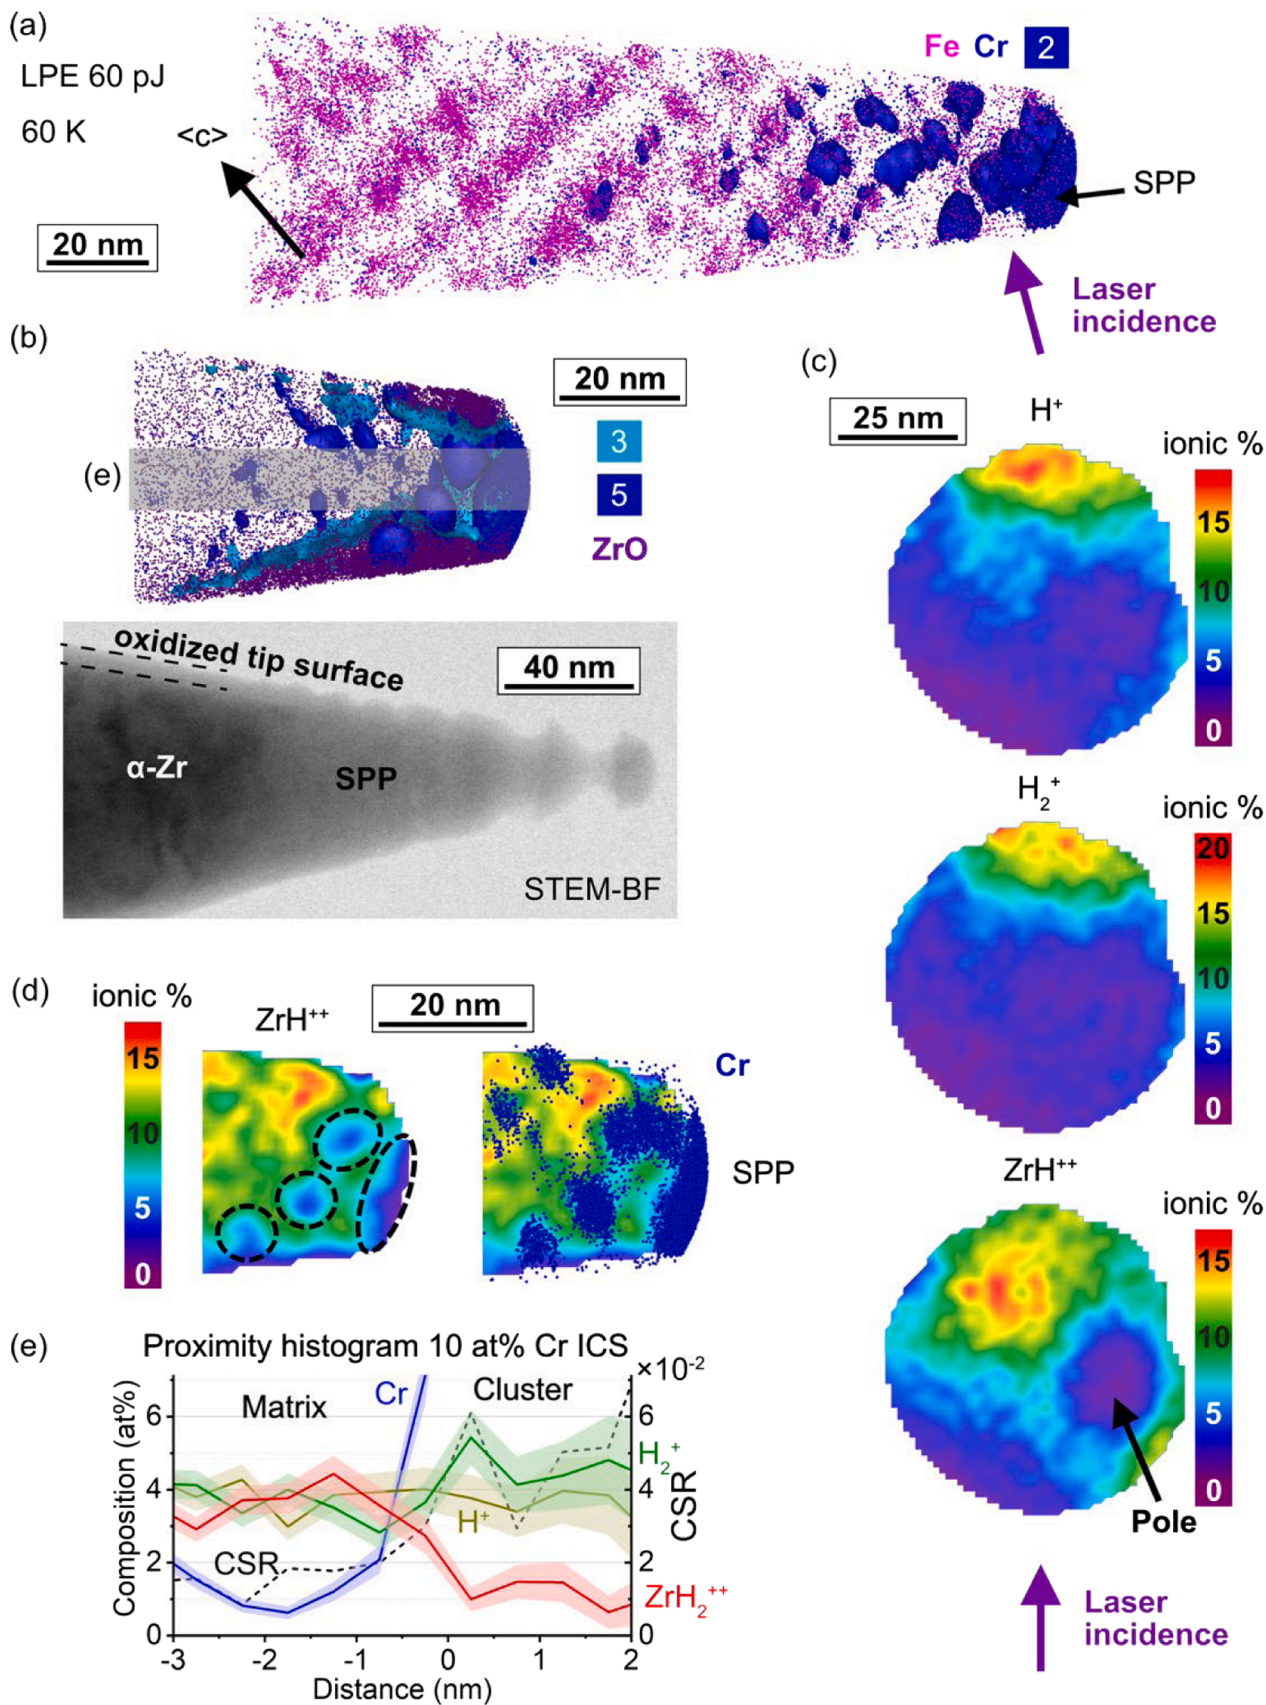 (a)
LPE 60 pJ
60 K
<c>
20 nm
Fe Cr 2
SPP
Laser
incidence
(b)
20 nm
3
5
ZrO
(e)
oxidized tip surface
40 nm
α-Zr
SPP
STEM-BF
(c)
25 nm
H⁺
ionic %
15
10
5
0
H₂⁺
ionic %
20
15
10
5
0
ZrH⁺⁺
ionic %
15
10
5
0
Pole
Laser
incidence
(d)
ionic %
15
10
5
0
ZrH⁺⁺
20 nm
Cr
SPP
(e)
Proximity histogram 10 at% Cr ICS
×10⁻²
Composition (at%)
6
4
2
0
Matrix
Cr
Cluster
H₂⁺
H⁺
CSR
ZrH₂⁺⁺
6
4
2
0
CSR
-3 -2 -1 0 1 2
Distance (nm)